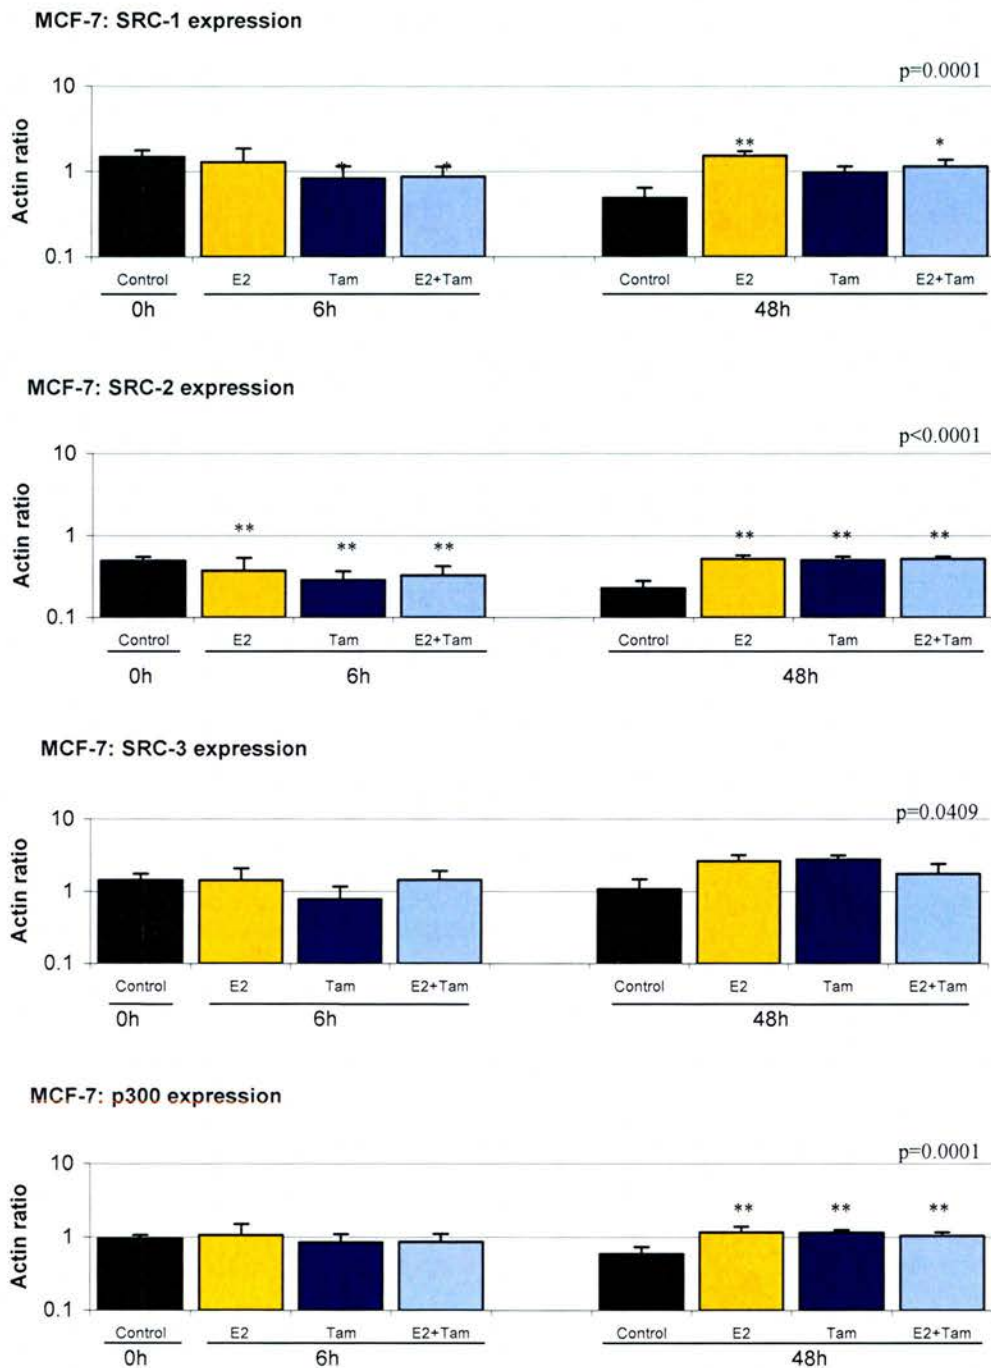 MCF-7: SRC-1 expression
p=0.0001
10
** *
1
* *
0.1
Actin ratio
Control E2 Tam E2+Tam Control E2 Tam E2+Tam
0h 6h 48h
MCF-7: SRC-2 expression
p<0.0001
10
** ** ** ** ** **
1
0.1
Actin ratio
Control E2 Tam E2+Tam Control E2 Tam E2+Tam
0h 6h 48h
MCF-7: SRC-3 expression
p=0.0409
10
1
0.1
Actin ratio
Control E2 Tam E2+Tam Control E2 Tam E2+Tam
0h 6h 48h
MCF-7: p300 expression
p=0.0001
10
** ** **
1
0.1
Actin ratio
Control E2 Tam E2+Tam Control E2 Tam E2+Tam
0h 6h 48h